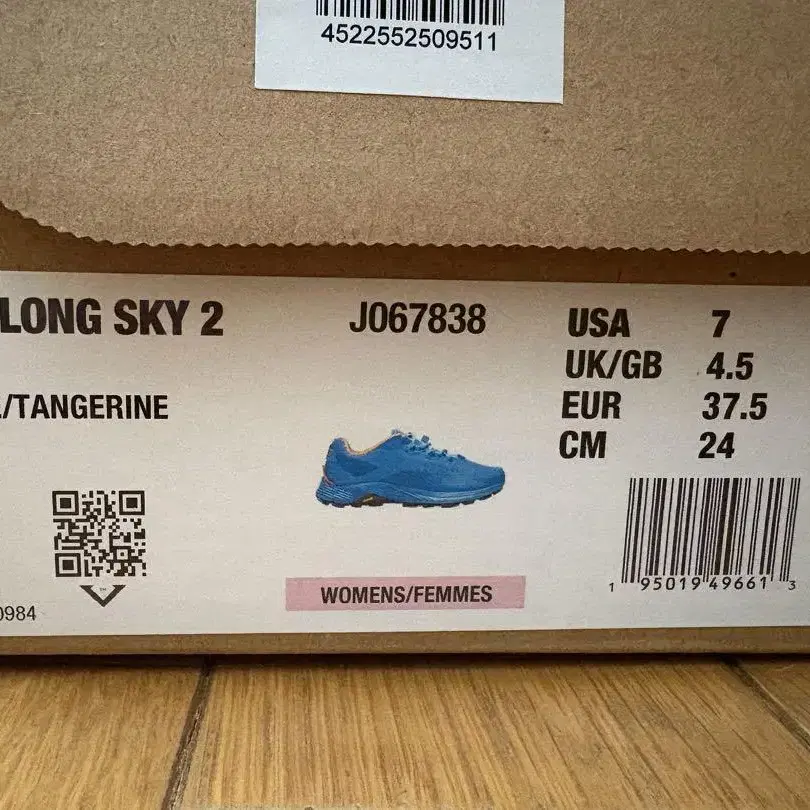 4522552509511
LONG SKY 2
J067838
USA 7
UK/GB 4.5
EUR 37.5
CM 24
/TANGERINE
WOMENS/FEMMES
1 95019 49661 3
0984